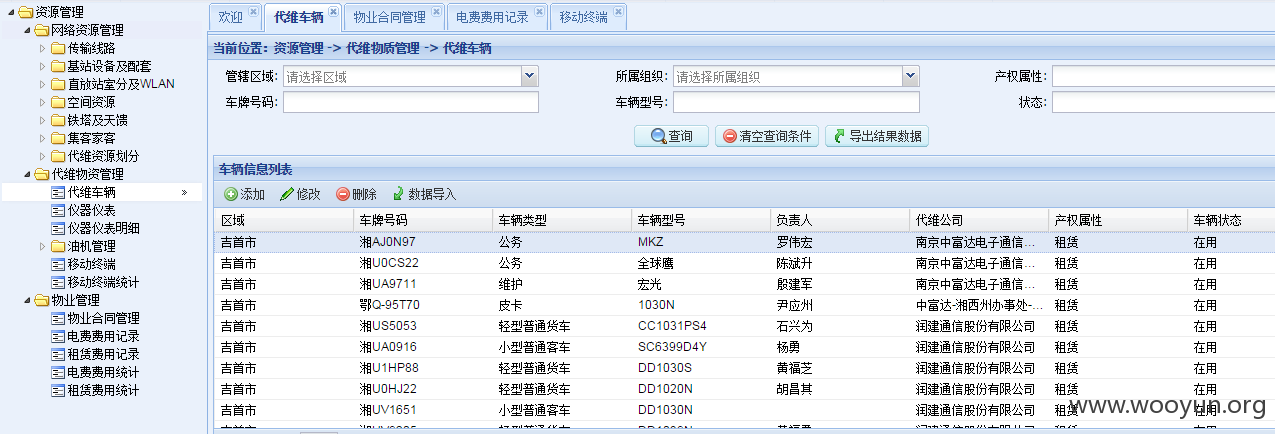 资源管理
网络资源管理
传输线路
基站设备及配套
直放站室分及WLAN
空间资源
铁塔及天馈
集客家客
代维资源划分
代维物资管理
代维车辆 »
仪器仪表
仪器仪表明细
油机管理
移动终端
移动终端统计
物业管理
物业合同管理
电费费用记录
租赁费用记录
电费费用统计
租赁费用统计
欢迎 代维车辆 物业合同管理 电费费用记录 移动终端
当前位置：资源管理 -> 代维物质管理 -> 代维车辆
管辖区域: 请选择区域 所属组织: 请选择所属组织 产权属性:
车牌号码: 车辆型号: 状态:
查询 清空查询条件 导出结果数据
车辆信息列表
添加 修改 删除 数据导入
区域 车牌号码 车辆类型 车辆型号 负责人 代维公司 产权属性 车辆状态
吉首市 湘AJ0N97 公务 MKZ 罗伟宏 南京中富达电子通信... 租赁 在用
吉首市 湘U0CS22 公务 全球鹰 陈斌升 南京中富达电子通信... 租赁 在用
吉首市 湘UA9711 维护 宏光 殷建军 南京中富达电子通信... 租赁 在用
吉首市 鄂Q-95T70 皮卡 1030N 尹应州 中富达-湘西州办事处-... 租赁 在用
吉首市 湘US5053 轻型普通货车 CC1031PS4 石兴为 润建通信股份有限公司 租赁 在用
吉首市 湘UA0916 小型普通客车 SC6399D4Y 杨勇 润建通信股份有限公司 租赁 在用
吉首市 湘U1HP88 轻型普通货车 DD1030S 黄福芝 润建通信股份有限公司 租赁 在用
吉首市 湘U0HJ22 轻型普通货车 DD1020N 胡昌其 润建通信股份有限公司 租赁 在用
吉首市 湘UV1651 小型普通客车 DD1030N 润建通信股份有限公司 租赁 在用
www.wooyun.org